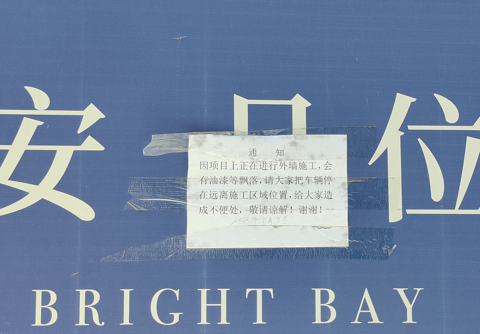 安 位
通 知
因项目上正在进行外墙施工,会
有油漆等飘落,请大家把车辆停
在远离施工区域位置,给大家造
成不便处,敬请谅解!谢谢!
BRIGHT BAY